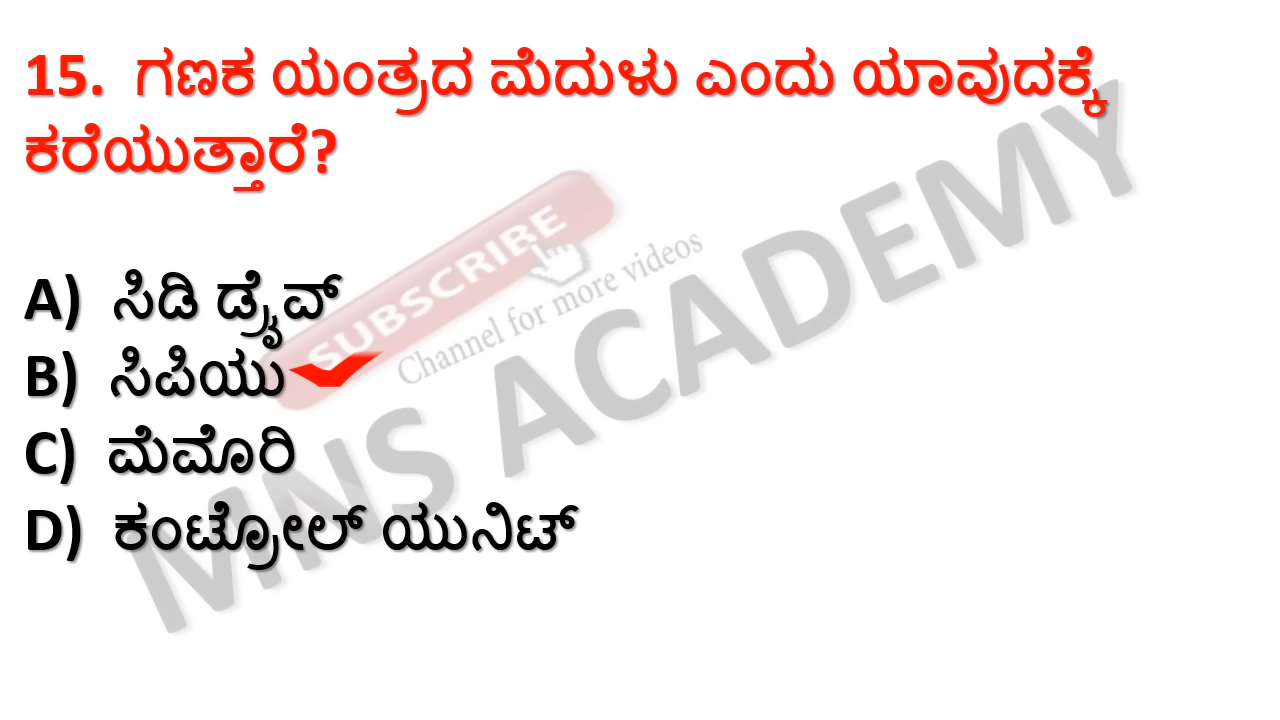 15. ಗಣಕ ಯಂತ್ರದ ಮೆದುಳು ಎಂದು ಯಾವುದಕ್ಕೆ
ಕರೆಯುತ್ತಾರೆ?
A) ಸಿಡಿ ಡ್ರೈವ್
B) ಸಿಪಿಯು
C) ಮೆಮೊರಿ
D) ಕಂಟ್ರೋಲ್ ಯುನಿಟ್
SUBSCRIBE
Channel for more videos
MNS ACADEMY